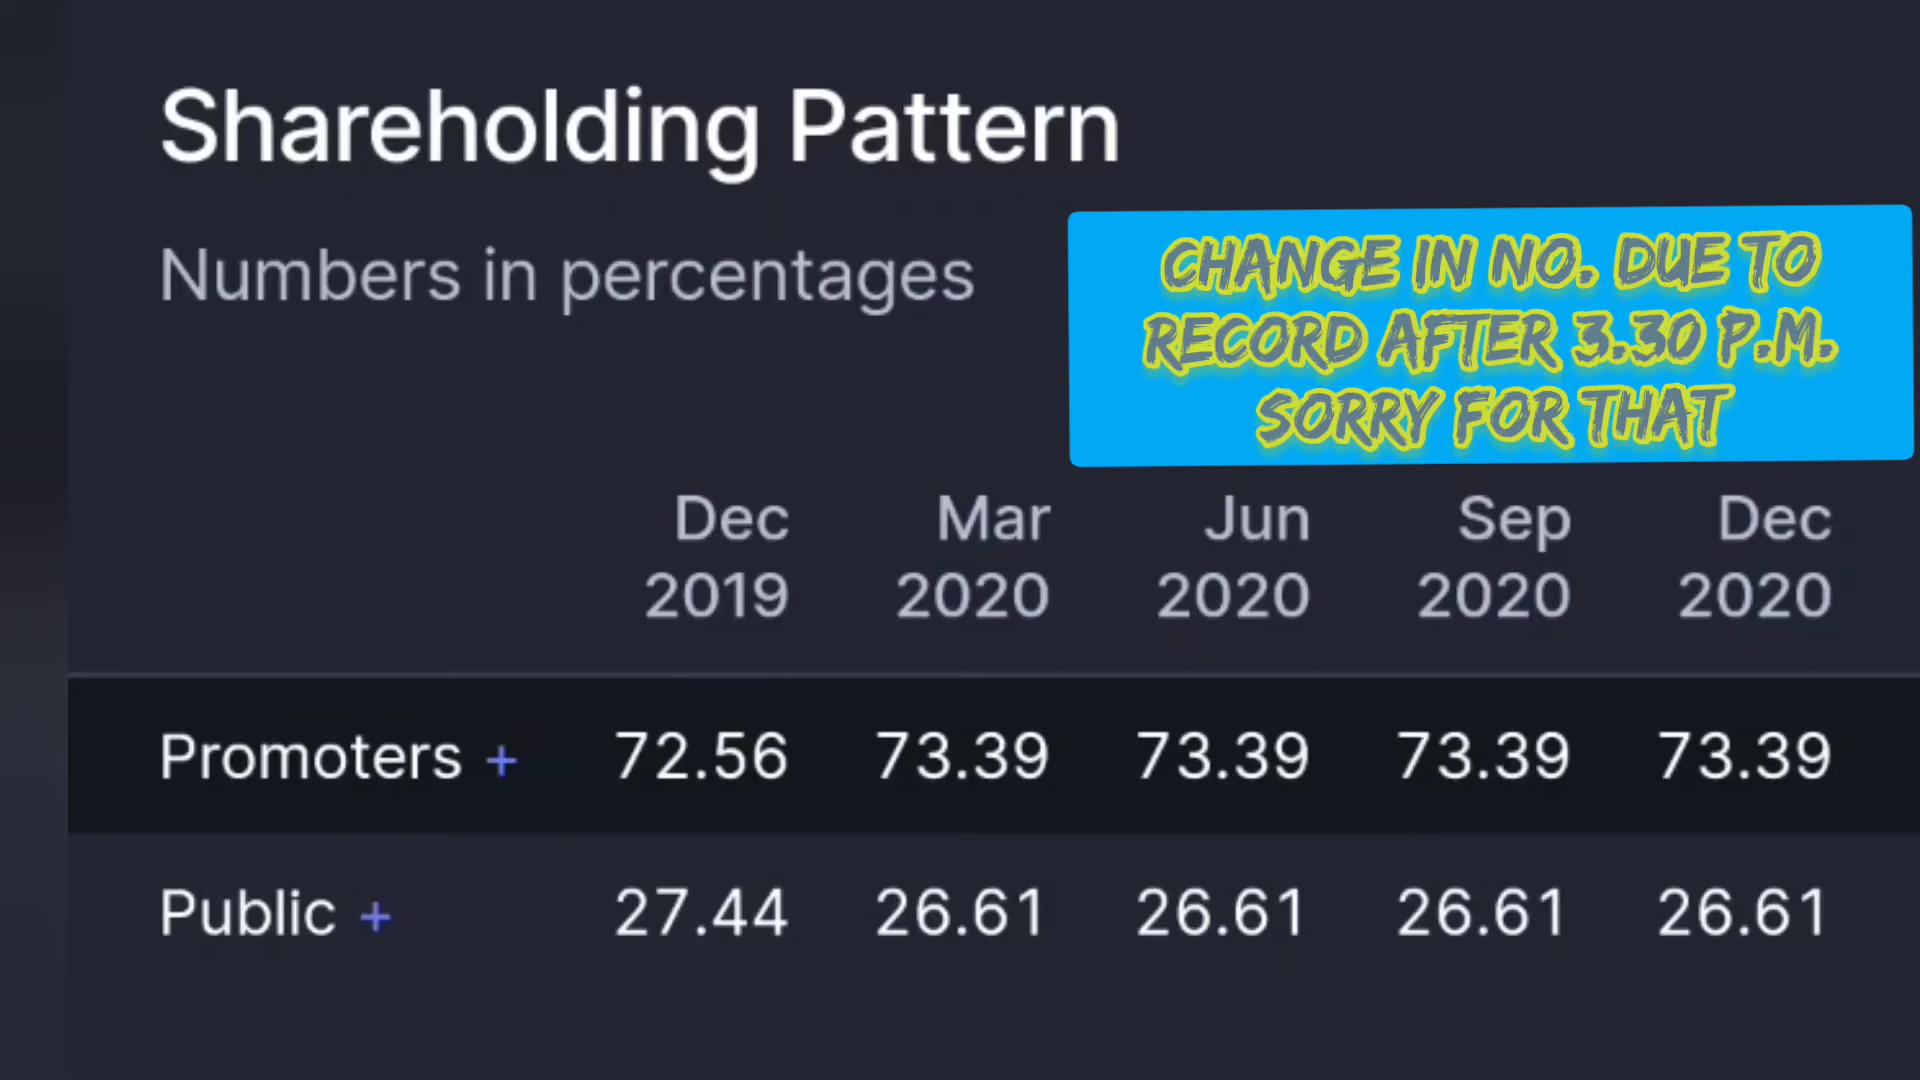 Shareholding Pattern
Numbers in percentages
CHANGE IN NO. DUE TO
RECORD AFTER 3.30 P.M.
SORRY FOR THAT
Dec Mar Jun Sep Dec
2019 2020 2020 2020 2020
Promoters + 72.56 73.39 73.39 73.39 73.39
Public + 27.44 26.61 26.61 26.61 26.61